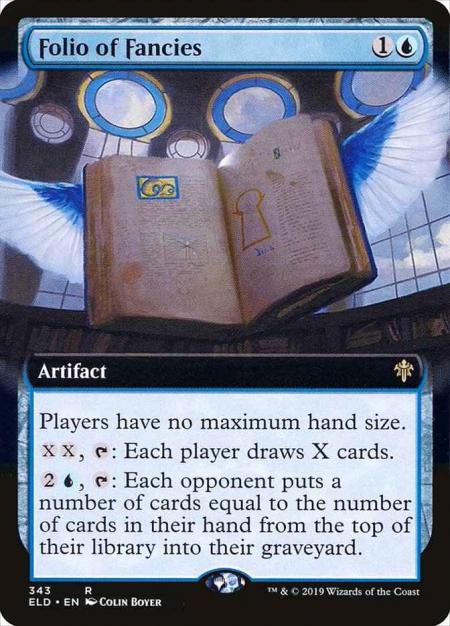 Folio of Fancies 1
Artifact
Players have no maximum hand size.
X X, : Each player draws X cards.
2 , : Each opponent puts a
number of cards equal to the number
of cards in their hand from the top of
their library into their graveyard.
343 R
ELD • EN COLIN BOYER
™ & © 2019 Wizards of the Coast